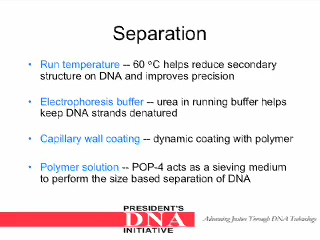 Separation
• Run temperature -- 60 °C helps reduce secondary
structure on DNA and improves precision
• Electrophoresis buffer -- urea in running buffer helps
keep DNA strands denatured
• Capillary wall coating -- dynamic coating with polymer
• Polymer solution -- POP-4 acts as a sieving medium
to perform the size based separation of DNA
PRESIDENT'S
DNA
INITIATIVE
Advancing Justice Through DNA Technology